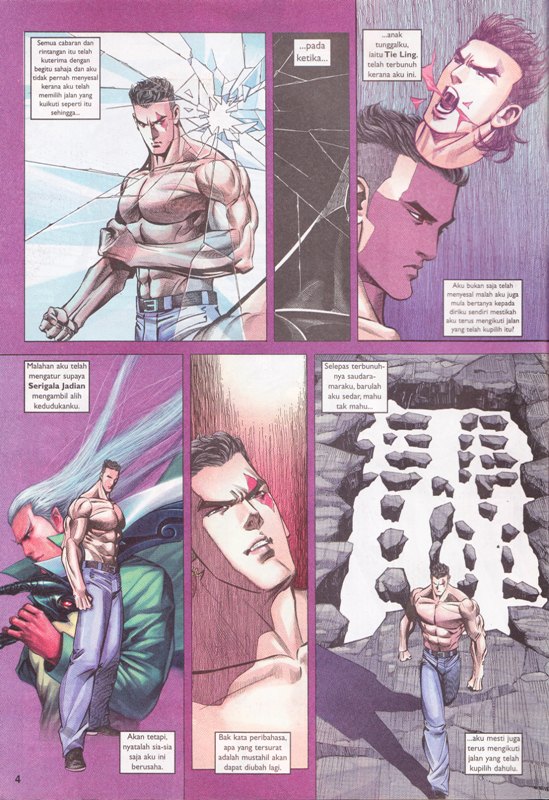 Semua cabaran dan
rintangan itu telah
kuterima dengan
begitu sahaja dan aku
tidak pernah menyesal
kerana aku telah
memilih jalan yang
kuikuti seperti itu
sehingga...
...pada
ketika...
...anak
tunggalku,
iaitu Tie Ling,
telah terbunuh
kerana aku ini.
Aku bukan saja telah
menyesal malah aku juga
mula bertanya kepada
diriku sendiri mestikah
aku terus mengikuti jalan
yang telah kupilih itu?
Malahan aku telah
mengatur supaya
Serigala Jadian
mengambil alih
kedudukanku.
Akan tetapi,
nyatalah sia-sia
saja aku ini
berusaha.
Bak kata peribahasa,
apa yang tersurat
adalah mustahil akan
dapat diubah lagi.
Selepas terbunuh-
nya saudara-
maraku, barulah
aku sedar, mahu
tak mahu...
...aku mesti juga
terus mengikuti
jalan yang telah
kupilih dahulu.
4